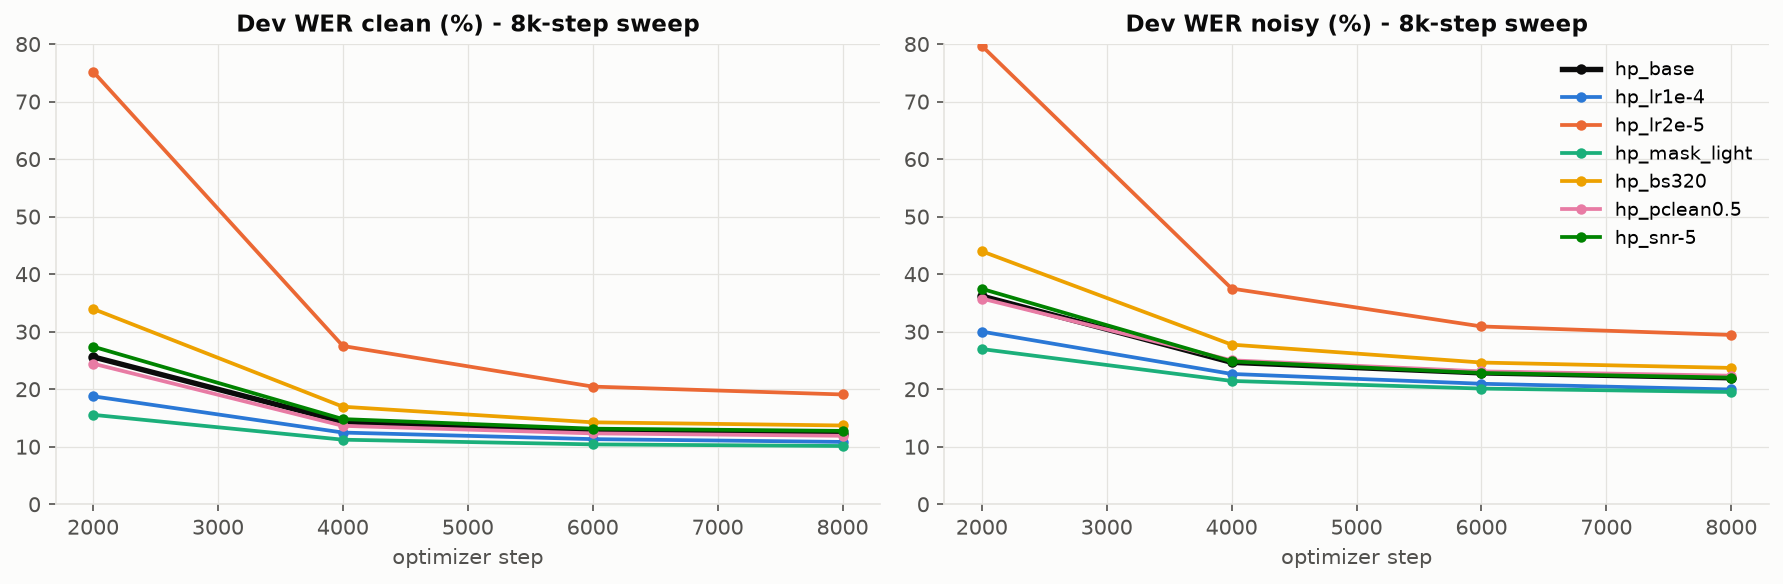 Dev WER clean (%) - 8k-step sweep
80
70
60
50
40
30
20
10
0
2000 3000 4000 5000 6000 7000 8000
optimizer step
Dev WER noisy (%) - 8k-step sweep
80
70
60
50
40
30
20
10
0
2000 3000 4000 5000 6000 7000 8000
optimizer step
hp_base
hp_lr1e-4
hp_lr2e-5
hp_mask_light
hp_bs320
hp_pclean0.5
hp_snr-5